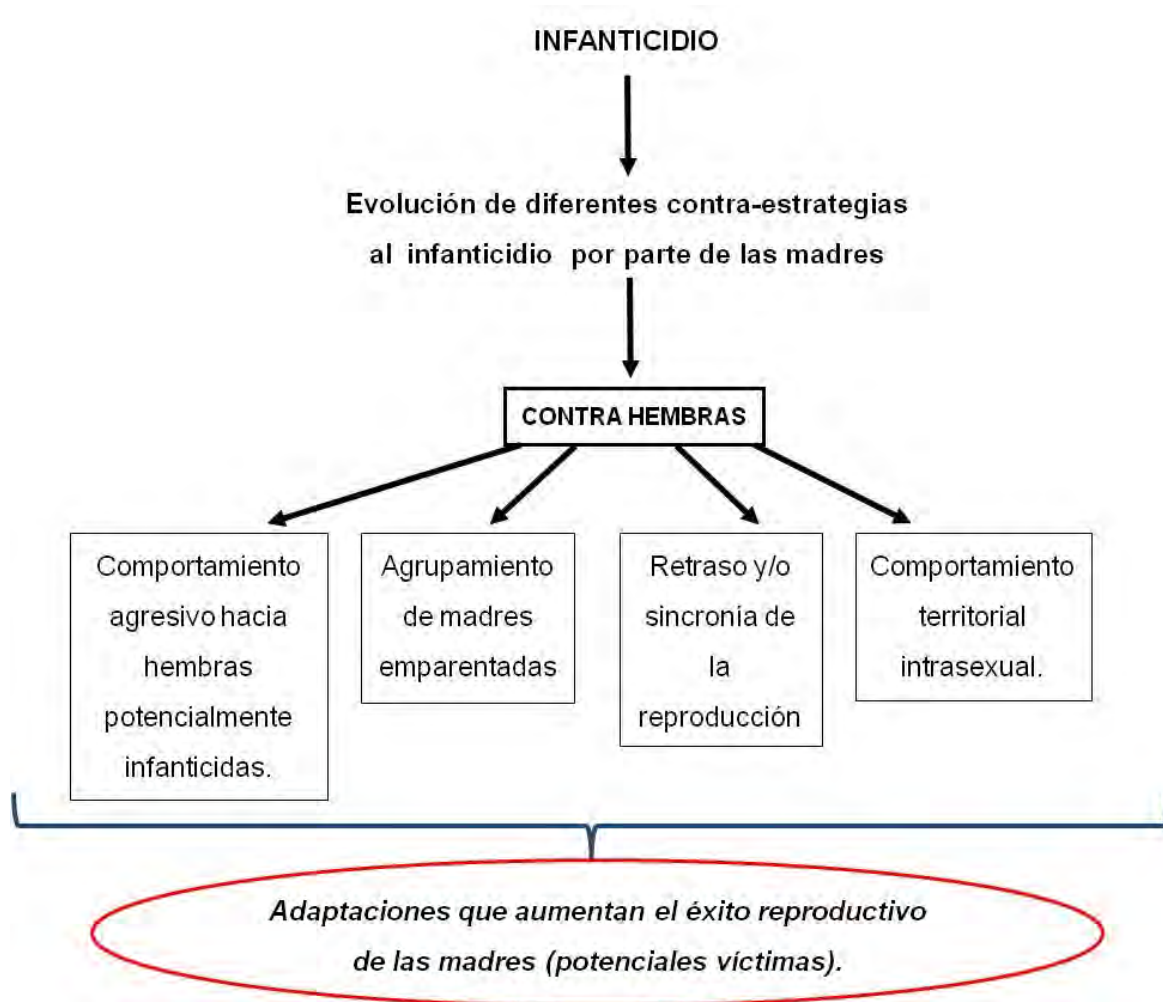 INFANTICIDIO
Evolución de diferentes contra-estrategias
al infanticidio por parte de las madres
CONTRA HEMBRAS
Comportamiento
agresivo hacia
hembras
potencialmente
infanticidas.
Agrupamiento
de madres
emparentadas
Retraso y/o
sincronía de
la
reproducción
Comportamiento
territorial
intrasexual.
Adaptaciones que aumentan el éxito reproductivo
de las madres (potenciales víctimas).